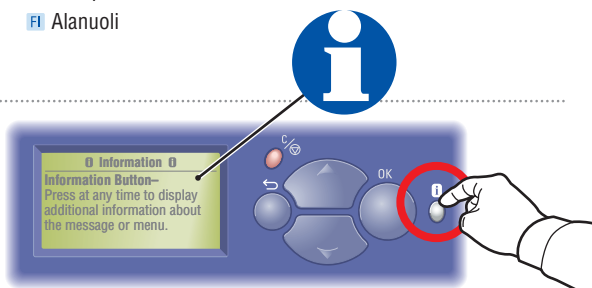 FI Alanuoli
i
i Information i
Information Button–
Press at any time to display
additional information about
the message or menu.
C/
OK
i